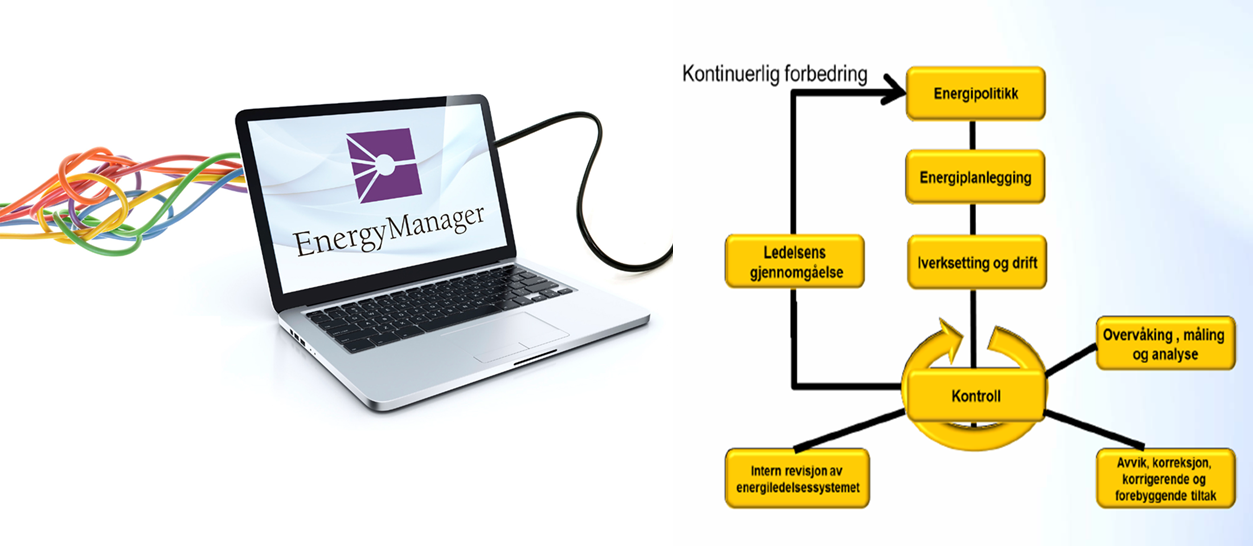 EnergyManager
Kontinuerlig forbedring
Energipolitikk
Energiplanlegging
Ledelsens
gjennomgåelse
Iverksetting og drift
Overvåking , måling
og analyse
Kontroll
Intern revisjon av
energiledelsessystemet
Avvik, korreksjon,
korrigerende og
forebyggende tiltak